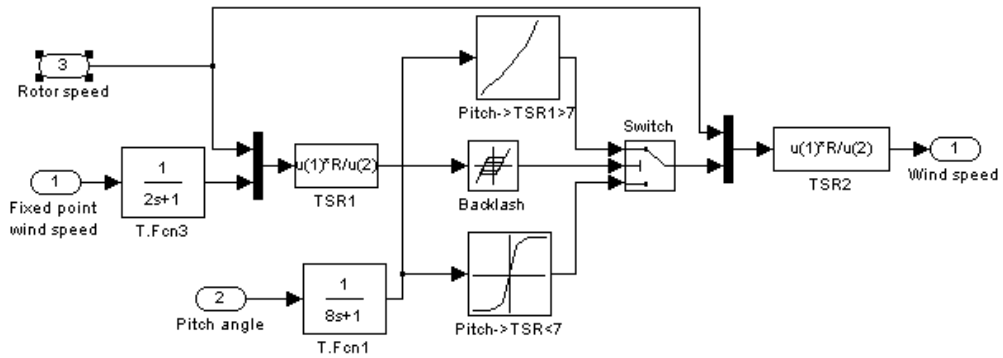 3
Rotor speed
1
Fixed point
wind speed
1
2s+1
T.Fcn3
u(1)*R/u(2)
TSR1
2
Pitch angle
1
8s+1
T.Fcn1
Pitch->TSR1>7
Backlash
Pitch->TSR<7
Switch
u(1)*R/u(2)
TSR2
1
Wind speed